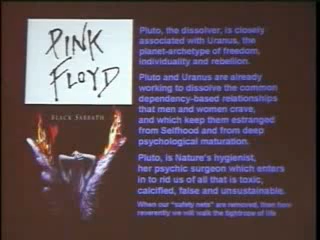 PINK
FLOYD
BLACK SABBATH
Pluto, the dissolver, is closely
associated with Uranus, the
planet-archetype of freedom,
individuality and rebellion.
Pluto and Uranus are already
working to dissolve the common
dependency-based relationships
that men and women crave,
and which keep them estranged
from Selfhood and from deep
psychological maturation.
Pluto, is Nature's hygienist,
her psychic surgeon which enters
in to rid us of all that is toxic,
calcified, false and unsustainable.
When our "safety nets" are removed, then how
reverently we will walk the tightrope of life